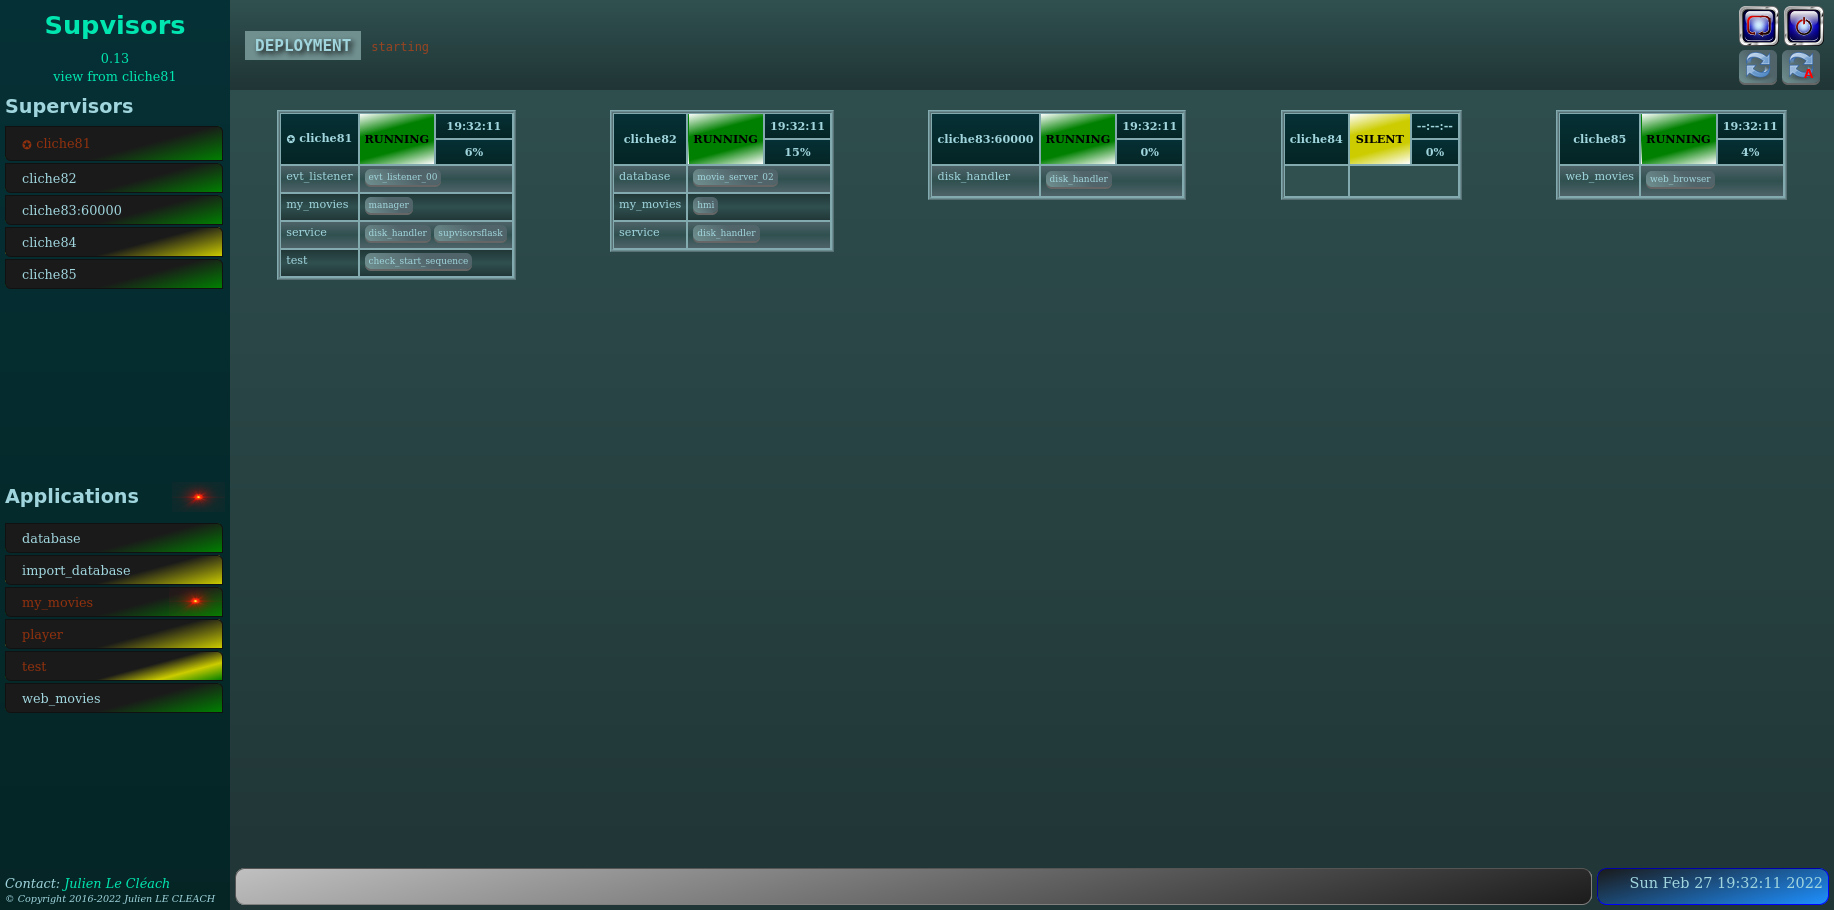 Supvisors
0.13
view from cliche81
Supervisors
✪ cliche81
cliche82
cliche83:60000
cliche84
cliche85
Applications
database
import_database
my_movies
player
test
web_movies
Contact: Julien Le Cléach
© Copyright 2016-2022 Julien LE CLEACH
DEPLOYMENT starting
A
✪ cliche81 RUNNING 19:32:11
6%
evt_listener evt_listener_00
my_movies manager
service disk_handler supvisorsflask
test check_start_sequence
cliche82 RUNNING 19:32:11
15%
database movie_server_02
my_movies hmi
service disk_handler
cliche83:60000 RUNNING 19:32:11
0%
disk_handler disk_handler
cliche84 SILENT --:--:--
0%
cliche85 RUNNING 19:32:11
4%
web_movies web_browser
Sun Feb 27 19:32:11 2022